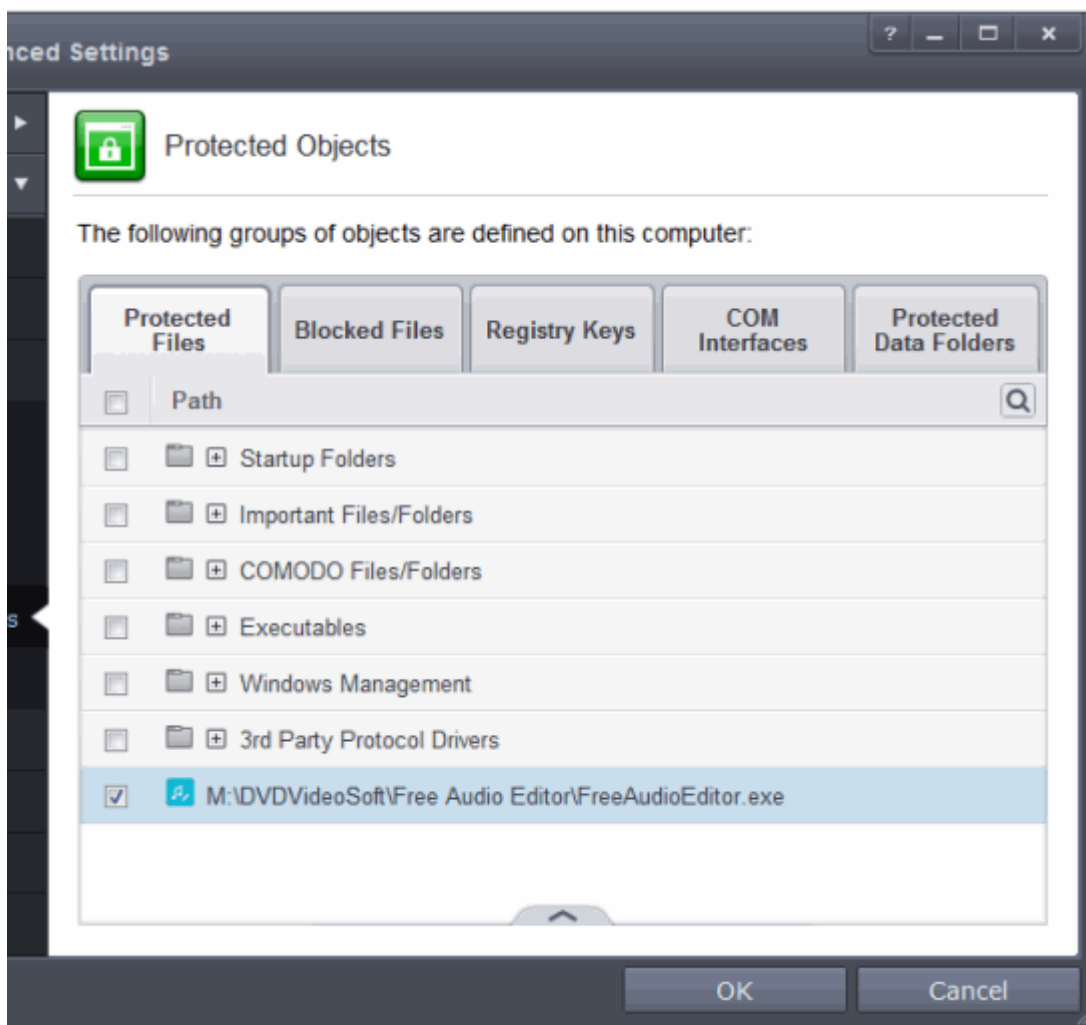 nced Settings
?
Protected Objects
The following groups of objects are defined on this computer:
Protected
Files
Blocked Files
Registry Keys
COM
Interfaces
Protected
Data Folders
Path
Startup Folders
Important Files/Folders
COMODO Files/Folders
Executables
s
Windows Management
3rd Party Protocol Drivers
M:\DVDVideoSoft\Free Audio Editor\FreeAudioEditor.exe
OK
Cancel